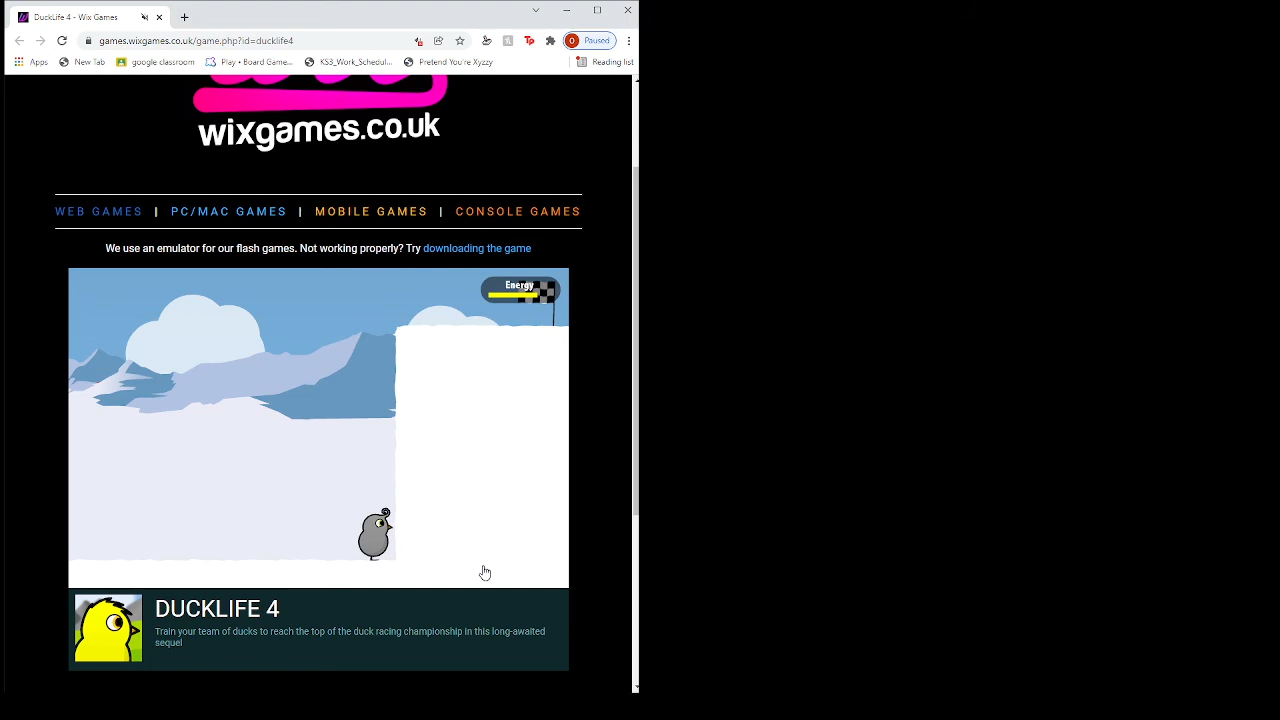 DuckLife 4 - Wix Games
games.wixgames.co.uk/game.php?id=ducklife4
O Paused
Apps New Tab google classroom Play • Board Game... KS3_Work_Schedul... Pretend You're Xyzzy Reading list
wixgames.co.uk
WEB GAMES | PC/MAC GAMES | MOBILE GAMES | CONSOLE GAMES
We use an emulator for our flash games. Not working properly? Try downloading the game
Energy
DUCKLIFE 4
Train your team of ducks to reach the top of the duck racing championship in this long-awaited
sequel